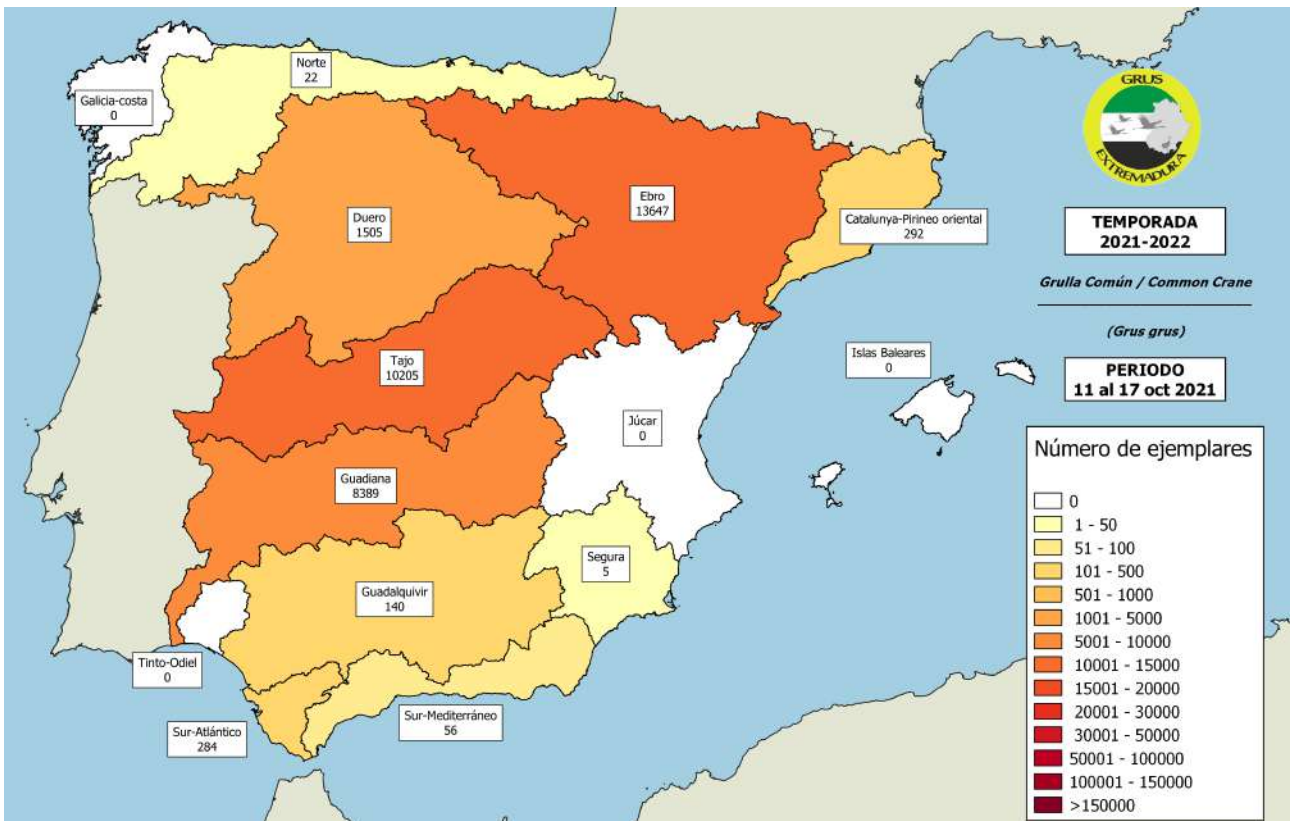 Norte
22
Galicia-costa
0
Duero
1505
Ebro
13647
Catalunya-Pirineo oriental
292
Tajo
10205
Islas Baleares
0
Júcar
0
Guadiana
8389
Segura
5
Guadalquivir
140
Tinto-Odiel
0
Sur-Atlántico
284
Sur-Mediterráneo
56
GRUS
EXTREMADURA
TEMPORADA
2021-2022
Grulla Común / Common Crane
(Grus grus)
PERIODO
11 al 17 oct 2021
Número de ejemplares
0
1 - 50
51 - 100
101 - 500
501 - 1000
1001 - 5000
5001 - 10000
10001 - 15000
15001 - 20000
20001 - 30000
30001 - 50000
50001 - 100000
100001 - 150000
>150000